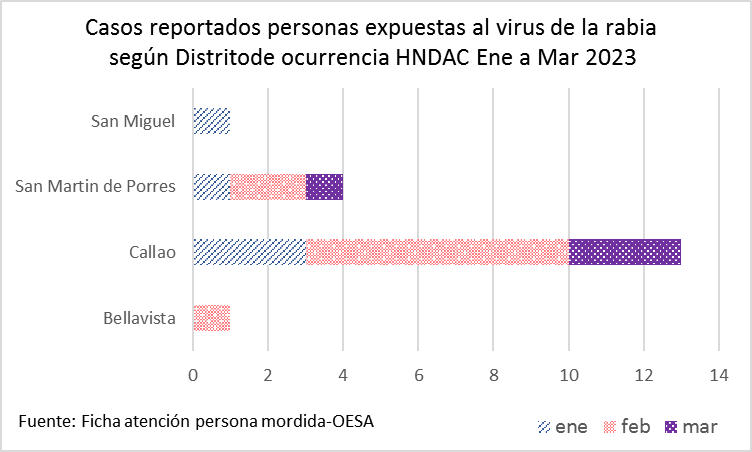 Casos reportados personas expuestas al virus de la rabia
según Distritode ocurrencia HNDAC Ene a Mar 2023
San Miguel
San Martin de Porres
Callao
Bellavista
0 2 4 6 8 10 12 14
Fuente: Ficha atención persona mordida-OESA
ene feb mar